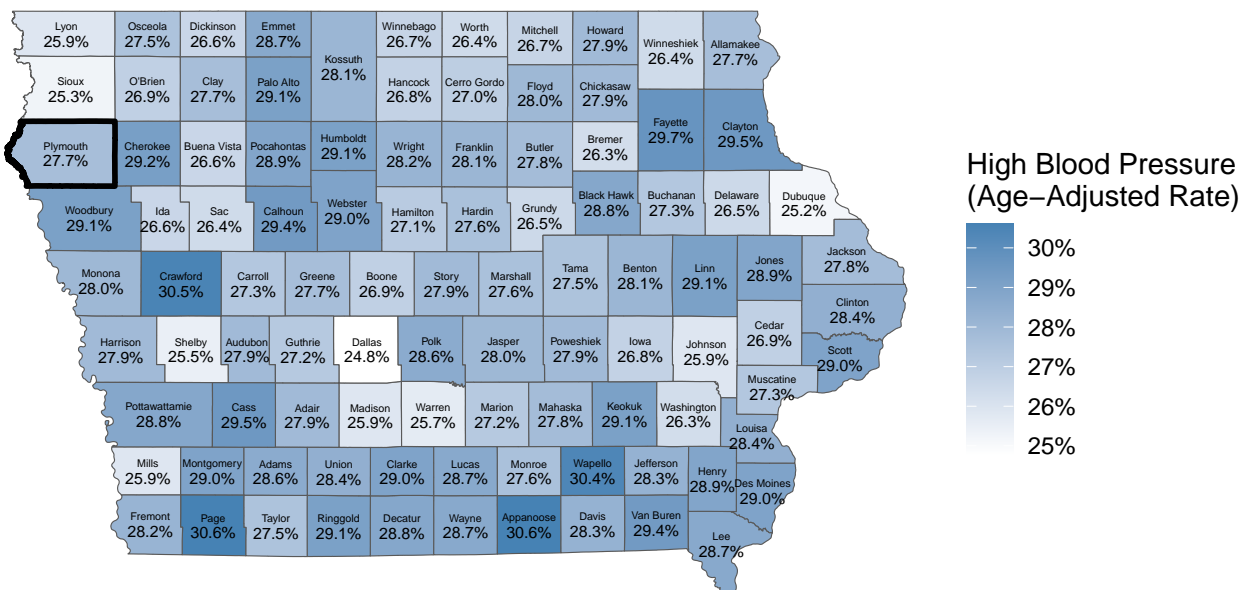 Lyon
25.9%
Osceola
27.5%
Dickinson
26.6%
Emmet
28.7%
Kossuth
28.1%
Winnebago
26.7%
Worth
26.4%
Mitchell
26.7%
Howard
27.9%
Winneshiek
26.4%
Allamakee
27.7%
Sioux
25.3%
O'Brien
26.9%
Clay
27.7%
Palo Alto
29.1%
Hancock
26.8%
Cerro Gordo
27.0%
Floyd
28.0%
Chickasaw
27.9%
Plymouth
27.7%
Cherokee
29.2%
Buena Vista
26.6%
Pocahontas
28.9%
Humboldt
29.1%
Wright
28.2%
Franklin
28.1%
Butler
27.8%
Bremer
26.3%
Fayette
29.7%
Clayton
29.5%
Woodbury
29.1%
Ida
26.6%
Sac
26.4%
Calhoun
29.4%
Webster
29.0%
Hamilton
27.1%
Hardin
27.6%
Grundy
26.5%
Black Hawk
28.8%
Buchanan
27.3%
Delaware
26.5%
Dubuque
25.2%
Monona
28.0%
Crawford
30.5%
Carroll
27.3%
Greene
27.7%
Boone
26.9%
Story
27.9%
Marshall
27.6%
Tama
27.5%
Benton
28.1%
Linn
29.1%
Jones
28.9%
Jackson
27.8%
Clinton
28.4%
Harrison
27.9%
Shelby
25.5%
Audubon
27.9%
Guthrie
27.2%
Dallas
24.8%
Polk
28.6%
Jasper
28.0%
Poweshiek
27.9%
Iowa
26.8%
Johnson
25.9%
Cedar
26.9%
Scott
29.0%
Muscatine
27.3%
Pottawattamie
28.8%
Cass
29.5%
Adair
27.9%
Madison
25.9%
Warren
25.7%
Marion
27.2%
Mahaska
27.8%
Keokuk
29.1%
Washington
26.3%
Louisa
28.4%
Mills
25.9%
Montgomery
29.0%
Adams
28.6%
Union
28.4%
Clarke
29.0%
Lucas
28.7%
Monroe
27.6%
Wapello
30.4%
Jefferson
28.3%
Henry
28.9%
Des Moines
29.0%
Fremont
28.2%
Page
30.6%
Taylor
27.5%
Ringgold
29.1%
Decatur
28.8%
Wayne
28.7%
Appanoose
30.6%
Davis
28.3%
Van Buren
29.4%
Lee
28.7%
High Blood Pressure
(Age−Adjusted Rate)
30%
29%
28%
27%
26%
25%